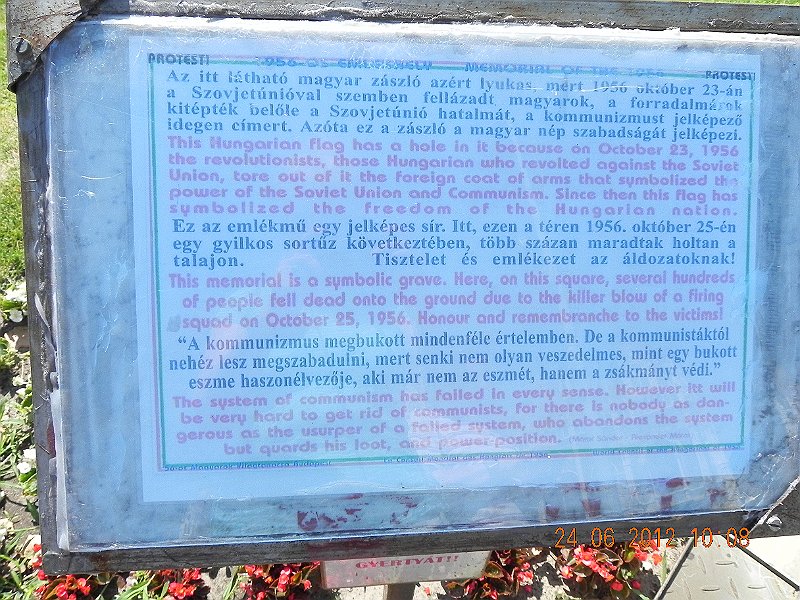 PROTEST! 1956-OS EMLÉKHELY MEMORIAL OF THE 1956 PROTEST!
Az itt látható magyar zászló azért lyukas, mert 1956 október 23-án
a Szovjetúnióval szemben fellázadt magyarok, a forradalmárok
kitépték belőle a Szovjetúnió hatalmát, a kommunizmust jelképező
idegen címert. Azóta ez a zászló a magyar nép szabadságát jelképezi.
This Hungarian flag has a hole in it because on October 23, 1956
the revolutionists, those Hungarian who revolted against the Soviet
Union, tore out of it the foreign coat of arms that symbolized the
power of the Soviet Union and Communism. Since then this flag has
symbolized the freedom of the Hungarian nation.
Ez az emlékmű egy jelképes sír. Itt, ezen a téren 1956. október 25-én
egy gyilkos sortűz következtében, több százan maradtak holtan a
talajon. Tisztelet és emlékezet az áldozatoknak!
This memorial is a symbolic grave. Here, on this square, several hundreds
of people fell dead onto the ground due to the killer blow of a firing
squad on October 25, 1956. Honour and remembranche to the victims!
“A kommunizmus megbukott mindenféle értelemben. De a kommunistáktól
nehéz lesz megszabadulni, mert senki nem olyan veszedelmes, mint egy bukott
eszme haszonélvezője, aki már nem az eszmét, hanem a zsákmányt védi.”
The system of communism has failed in every sense. However itt will
be very hard to get rid of communists, for there is nobody as dan-
gerous as the usurper of a failed system, who abandons the system
but quards his loot, and power-position.
GYERTYÁT!!
24.06.2012 10:08